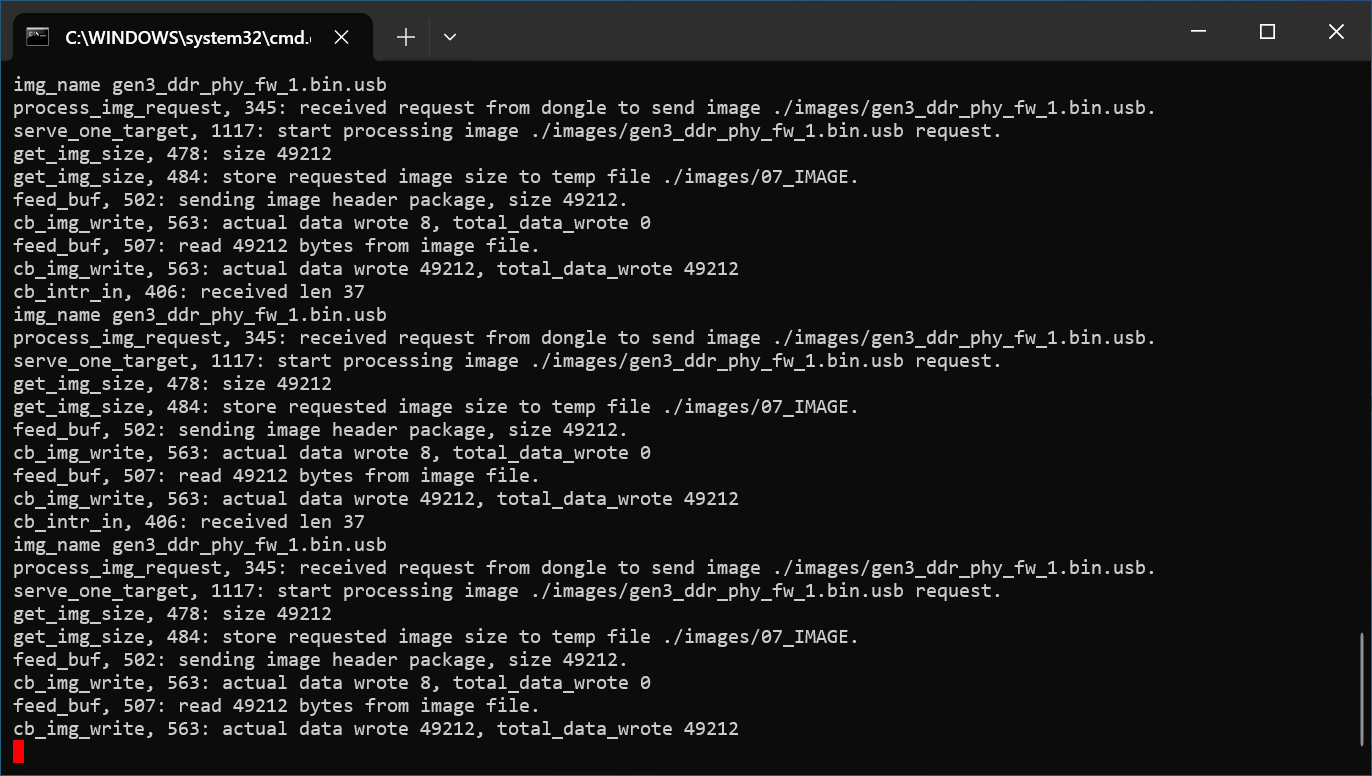 C:\WINDOWS\system32\cmd.
img_name gen3_ddr_phy_fw_1.bin.usb
process_img_request, 345: received request from dongle to send image ./images/gen3_ddr_phy_fw_1.bin.usb.
serve_one_target, 1117: start processing image ./images/gen3_ddr_phy_fw_1.bin.usb request.
get_img_size, 478: size 49212
get_img_size, 484: store requested image size to temp file ./images/07_IMAGE.
feed_buf, 502: sending image header package, size 49212.
cb_img_write, 563: actual data wrote 8, total_data_wrote 0
feed_buf, 507: read 49212 bytes from image file.
cb_img_write, 563: actual data wrote 49212, total_data_wrote 49212
cb_intr_in, 406: received len 37
img_name gen3_ddr_phy_fw_1.bin.usb
process_img_request, 345: received request from dongle to send image ./images/gen3_ddr_phy_fw_1.bin.usb.
serve_one_target, 1117: start processing image ./images/gen3_ddr_phy_fw_1.bin.usb request.
get_img_size, 478: size 49212
get_img_size, 484: store requested image size to temp file ./images/07_IMAGE.
feed_buf, 502: sending image header package, size 49212.
cb_img_write, 563: actual data wrote 8, total_data_wrote 0
feed_buf, 507: read 49212 bytes from image file.
cb_img_write, 563: actual data wrote 49212, total_data_wrote 49212
cb_intr_in, 406: received len 37
img_name gen3_ddr_phy_fw_1.bin.usb
process_img_request, 345: received request from dongle to send image ./images/gen3_ddr_phy_fw_1.bin.usb.
serve_one_target, 1117: start processing image ./images/gen3_ddr_phy_fw_1.bin.usb request.
get_img_size, 478: size 49212
get_img_size, 484: store requested image size to temp file ./images/07_IMAGE.
feed_buf, 502: sending image header package, size 49212.
cb_img_write, 563: actual data wrote 8, total_data_wrote 0
feed_buf, 507: read 49212 bytes from image file.
cb_img_write, 563: actual data wrote 49212, total_data_wrote 49212